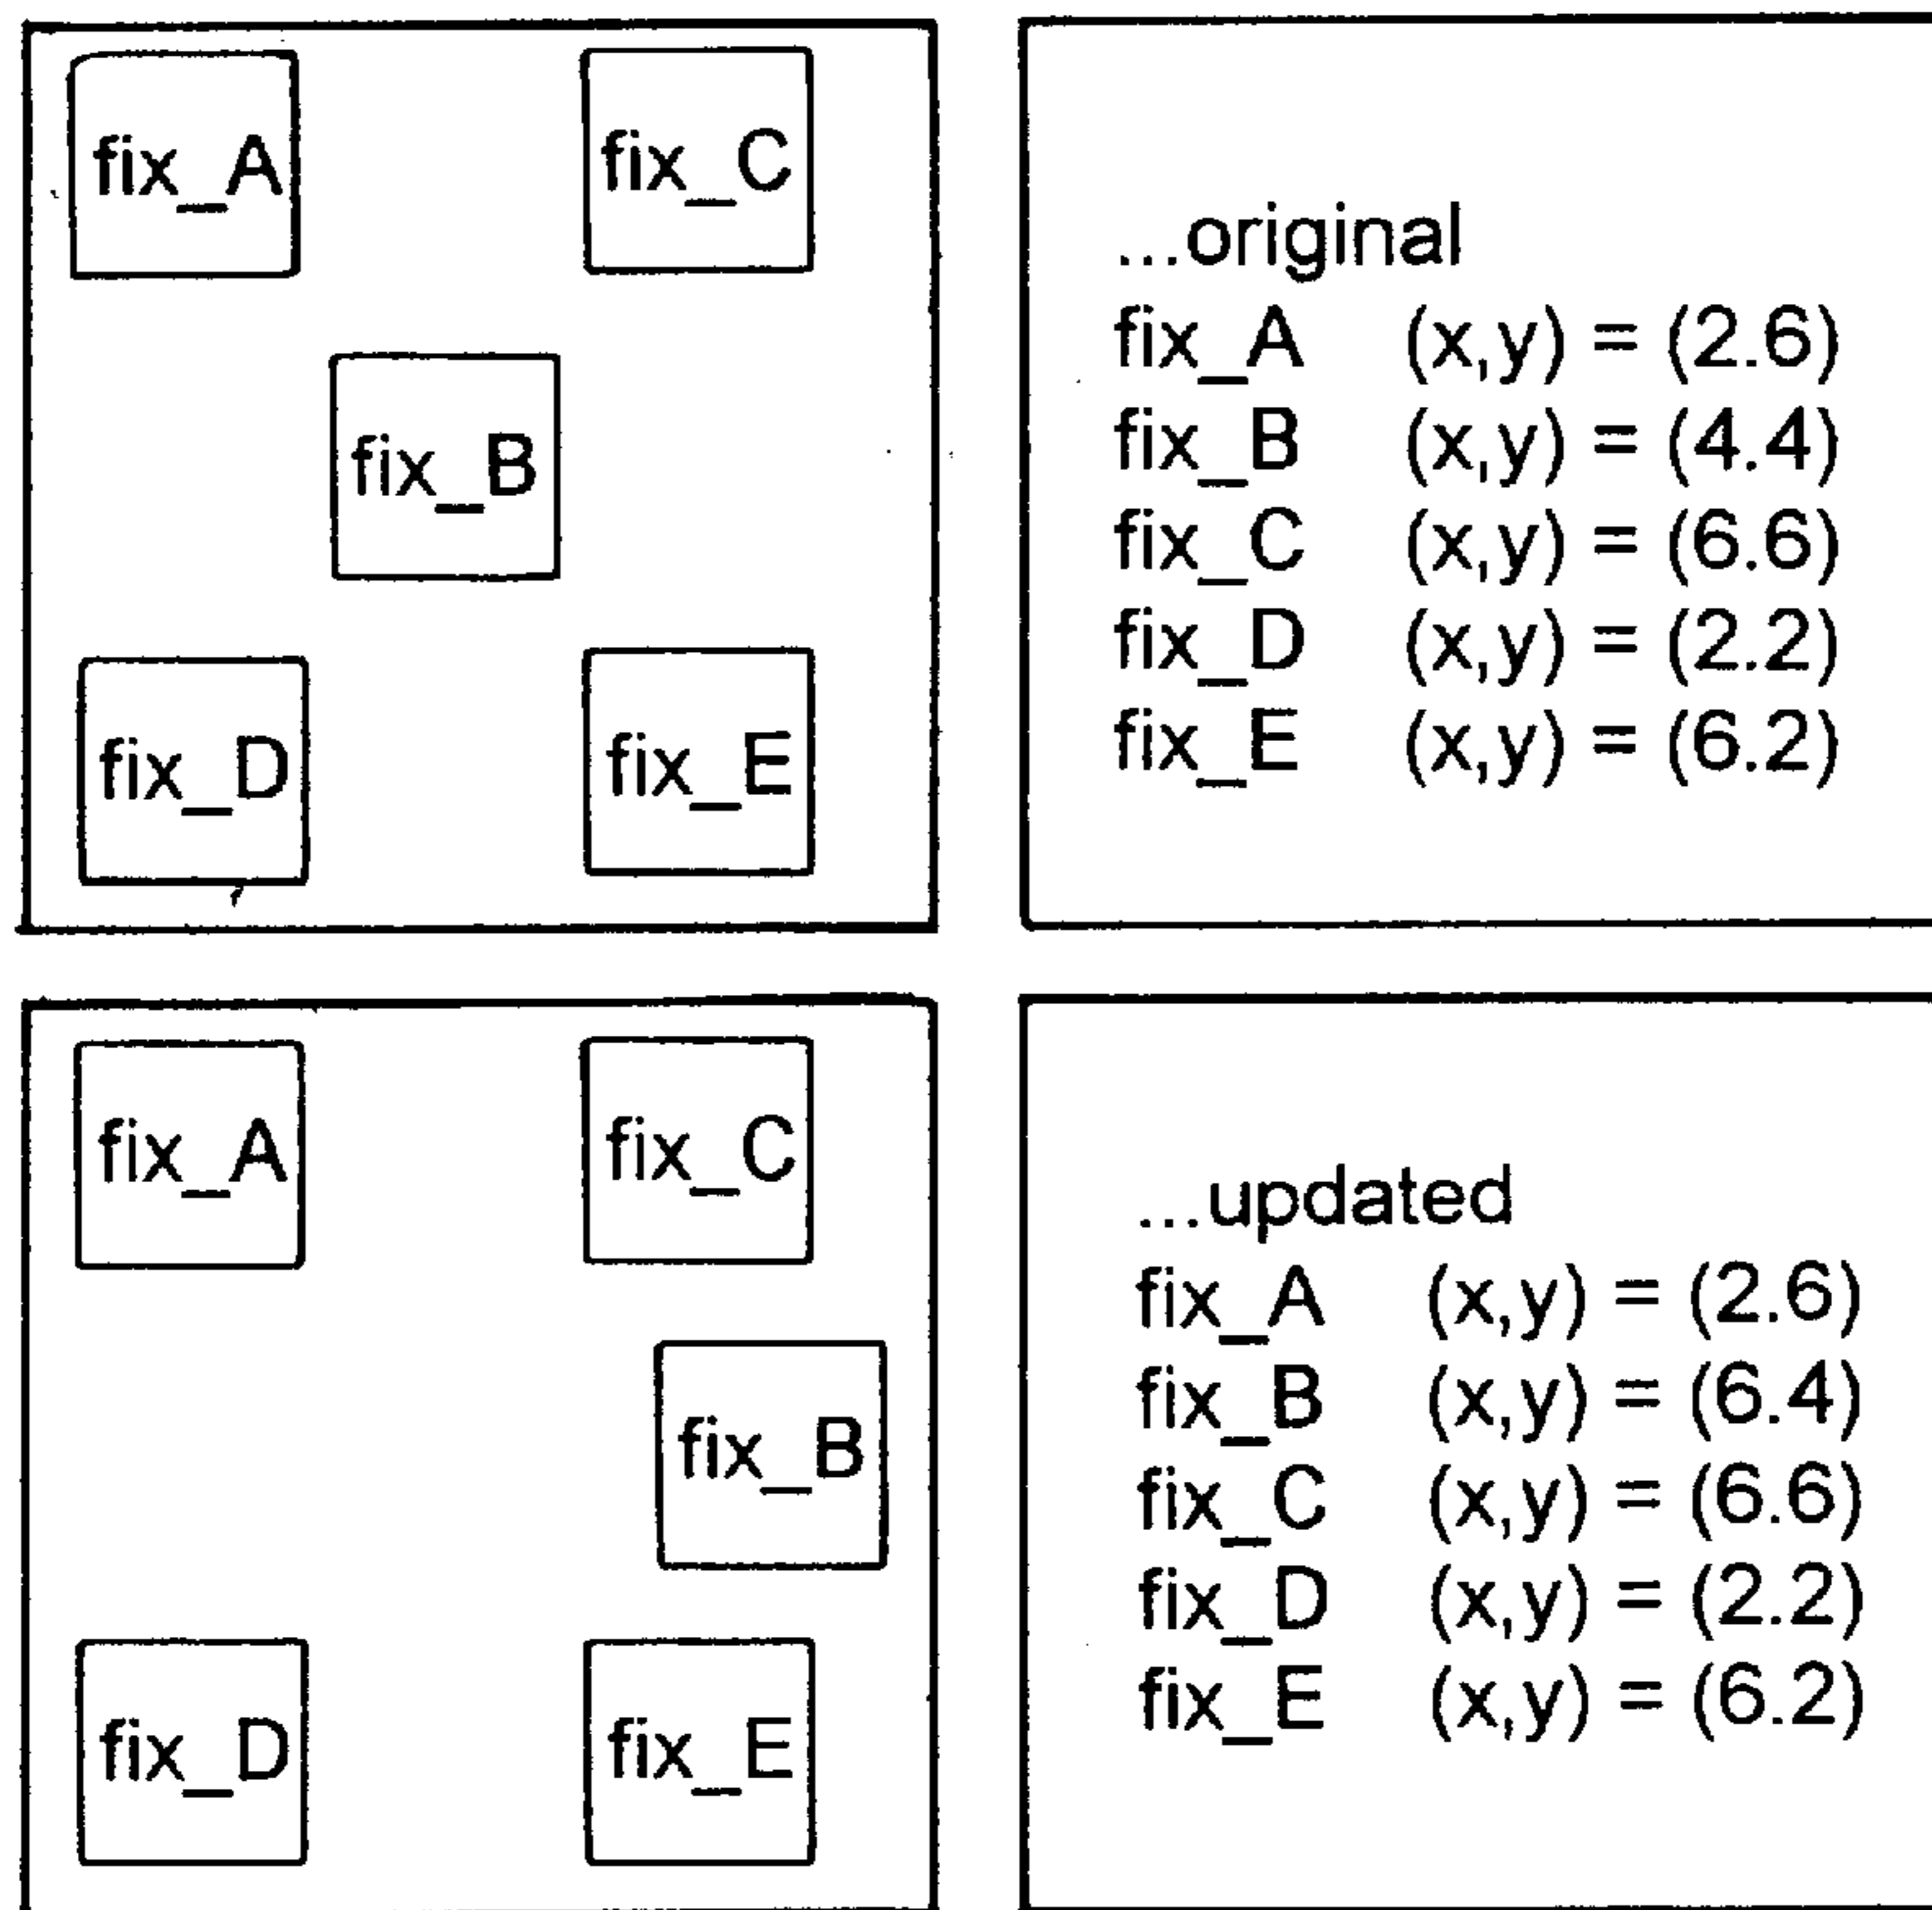 fix_A
fix_C
fix_B
fix_D
fix_E
...original
fix_A (x,y) = (2.6)
fix_B (x,y) = (4.4)
fix_C (x,y) = (6.6)
fix_D (x,y) = (2.2)
fix_E (x,y) = (6.2)
fix_A
fix_C
fix_B
fix_D
fix_E
...updated
fix_A (x,y) = (2.6)
fix_B (x,y) = (6.4)
fix_C (x,y) = (6.6)
fix_D (x,y) = (2.2)
fix_E (x,y) = (6.2)